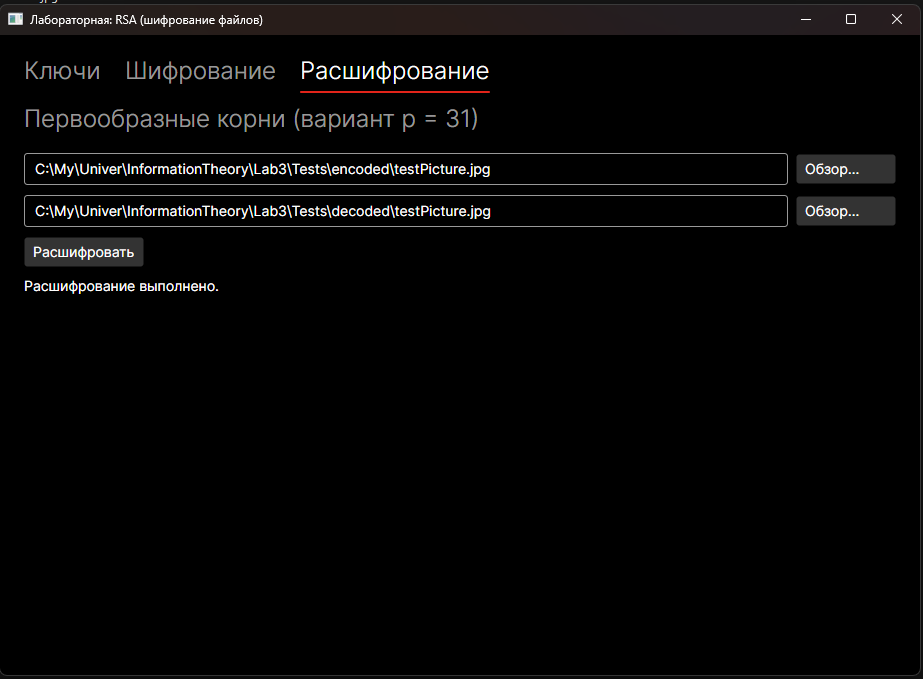 Лабораторная: RSA (шифрование файлов)
Ключи Шифрование Расшифрование
Первообразные корни (вариант p = 31)
C:\My\Univer\InformationTheory\Lab3\Tests\encoded\testPicture.jpg Обзор...
C:\My\Univer\InformationTheory\Lab3\Tests\decoded\testPicture.jpg Обзор...
Расшифровать
Расшифрование выполнено.